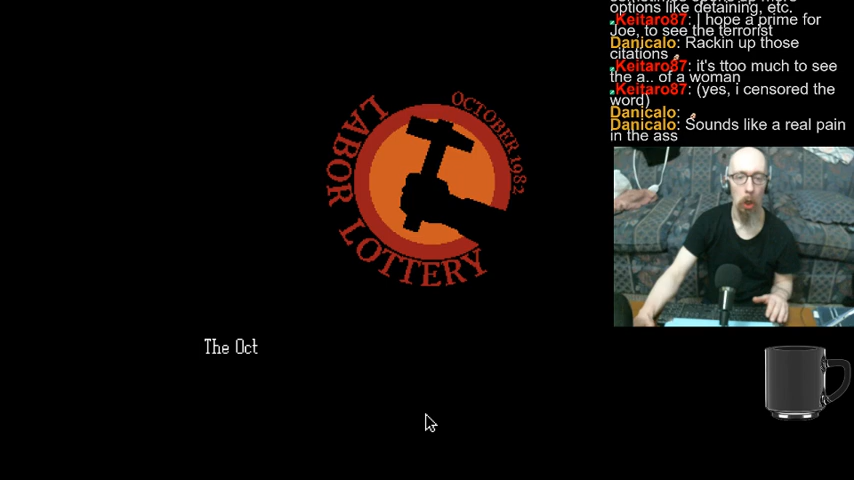 LABOR LOTTERY
OCTOBER 1982
The Oct
options like detaining, etc.
Keitaro87: I hope a prime for
Joe, to see the terrorist
Danicalo: Rackin up those
citations
Keitaro87: it's ttoo much to see
the a.. of a woman
Keitaro87: (yes, i censored the
word)
Danicalo:
Danicalo: Sounds like a real pain
in the ass